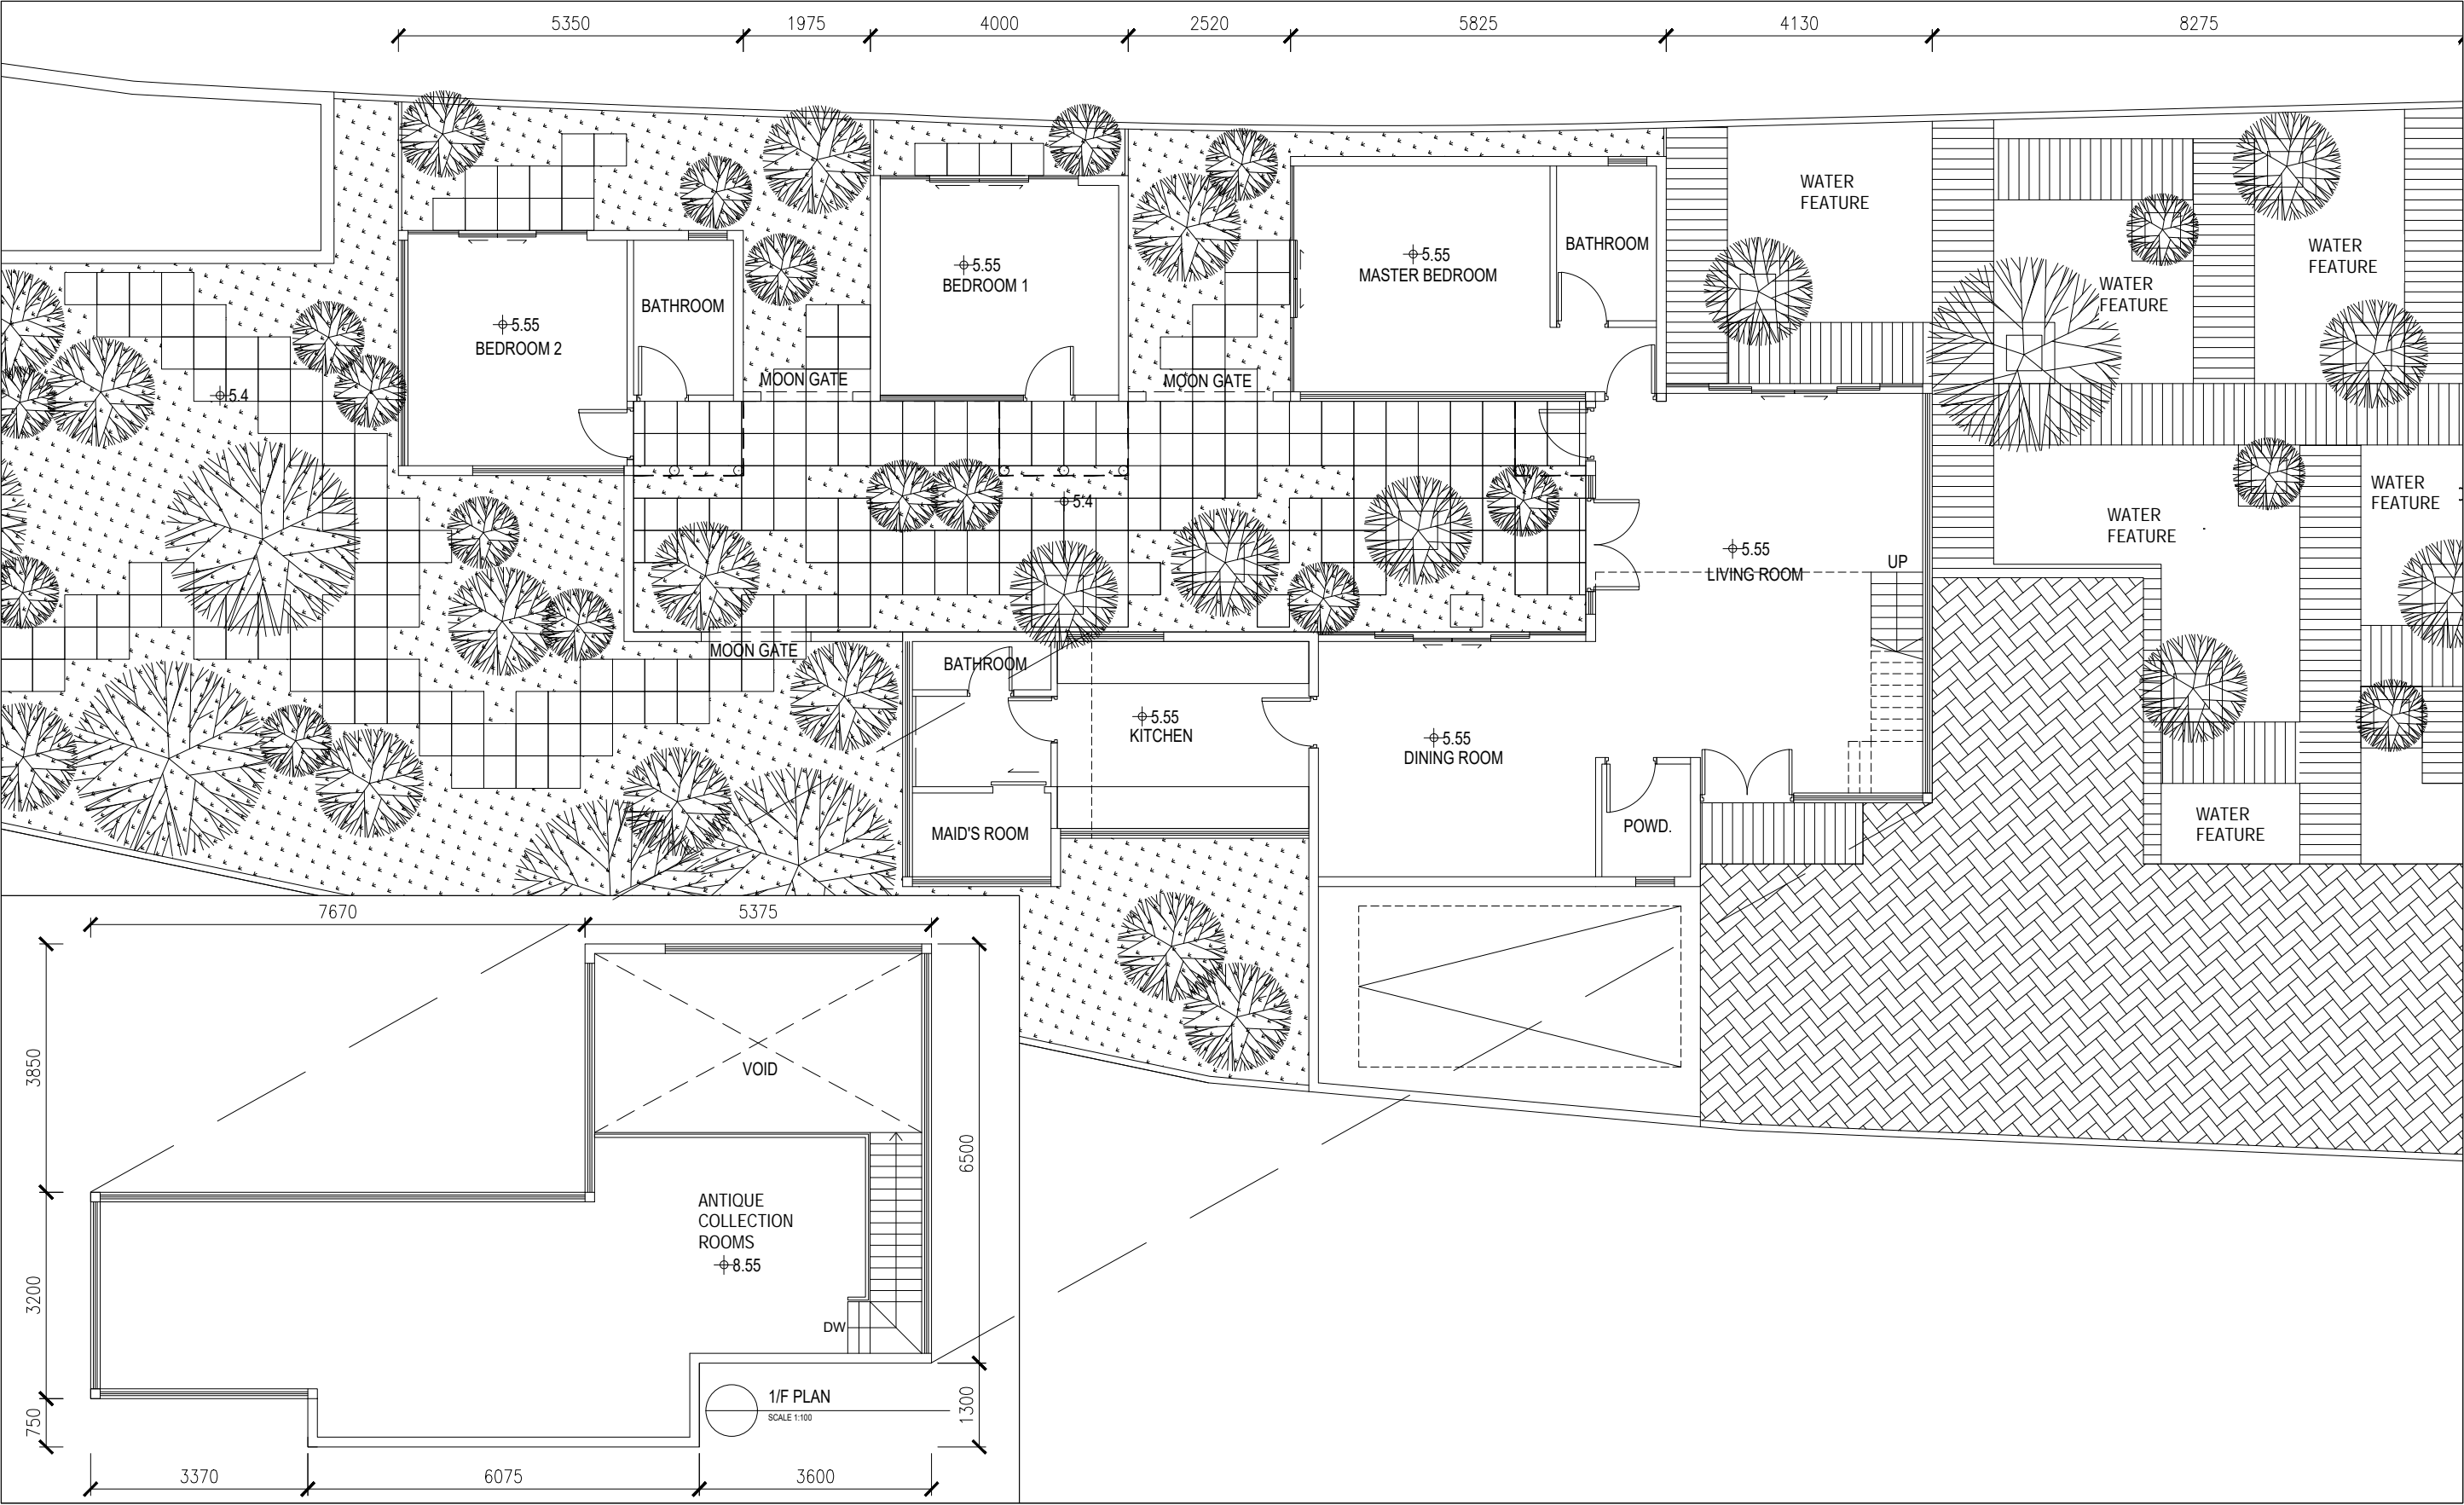 5350 1975 4000 2520 5825 4130 8275
WATER
FEATURE
BATHROOM
5.55
MASTER BEDROOM
WATER
FEATURE
5.55
BEDROOM 1
WATER
FEATURE
BATHROOM
5.55
BEDROOM 2
MOON GATE
MOON GATE
5.4
5.4
WATER
FEATURE
WATER
FEATURE
5.55
LIVING ROOM
UP
MOON GATE
BATHROOM
5.55
KITCHEN
5.55
DINING ROOM
MAID'S ROOM
POWD.
WATER
FEATURE
7670 5375
3850
VOID
6500
ANTIQUE
COLLECTION
ROOMS
8.55
3200
DW
1/F PLAN
SCALE 1:100
750
1300
3370 6075 3600